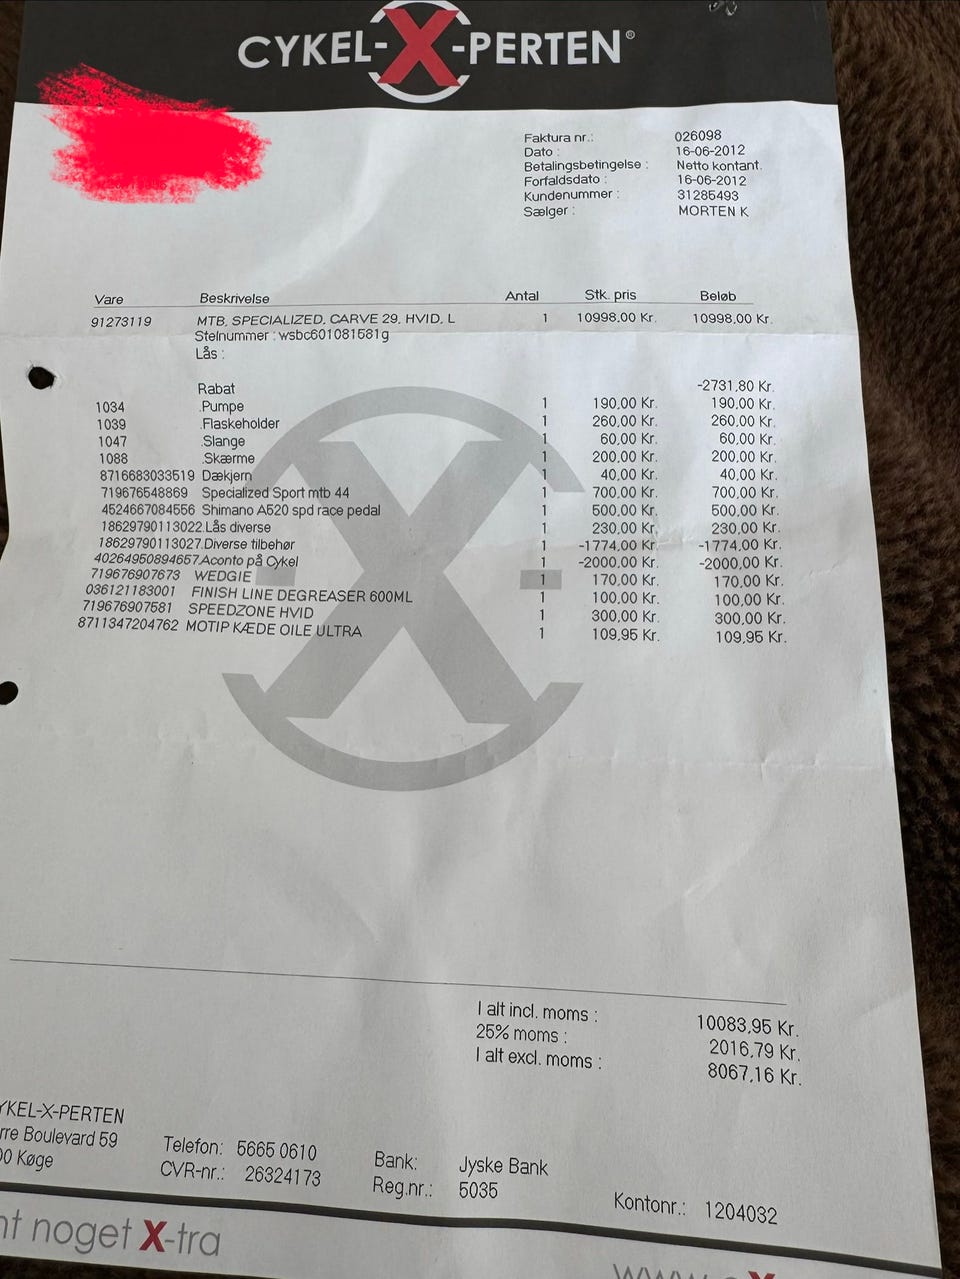 CYKEL-X-PERTEN®
Faktura nr.: 026098
Dato : 16-06-2012
Betalingsbetingelse : Netto kontant.
Forfaldsdato : 16-06-2012
Kundenummer : 31285493
Sælger : MORTEN K
Vare Beskrivelse Antal Stk. pris Beløb
91273119 MTB, SPECIALIZED, CARVE 29, HVID, L 1 10998,00 Kr. 10998,00 Kr.
Stelnummer : wsbc601081581g
Lås :
Rabat -2731,80 Kr.
1034 .Pumpe 1 190,00 Kr. 190,00 Kr.
1039 .Flaskeholder 1 260,00 Kr. 260,00 Kr.
1047 .Slange 1 60,00 Kr. 60,00 Kr.
1088 .Skærme 1 200,00 Kr. 200,00 Kr.
8716683033519 Dækjern 1 40,00 Kr. 40,00 Kr.
719676548869 Specialized Sport mtb 44 1 700,00 Kr. 700,00 Kr.
4524667084556 Shimano A520 spd race pedal 1 500,00 Kr. 500,00 Kr.
18629790113022 .Lås diverse 1 230,00 Kr. 230,00 Kr.
18629790113027 .Diverse tilbehør 1 -1774,00 Kr. -1774,00 Kr.
40264950894657 .Aconto på Cykel 1 -2000,00 Kr. -2000,00 Kr.
719676907673 WEDGIE 1 170,00 Kr. 170,00 Kr.
036121183001 FINISH LINE DEGREASER 600ML 1 100,00 Kr. 100,00 Kr.
719676907581 SPEEDZONE HVID 1 300,00 Kr. 300,00 Kr.
8711347204762 MOTIP KÆDE OILE ULTRA 1 109,95 Kr. 109,95 Kr.
I alt incl. moms : 10083,95 Kr.
25% moms : 2016,79 Kr.
I alt excl. moms : 8067,16 Kr.
YKEL-X-PERTEN
rre Boulevard 59
00 Køge
Telefon: 5665 0610
CVR-nr.: 26324173
Bank: Jyske Bank
Reg.nr.: 5035
Kontonr.: 1204032
nt noget X-tra